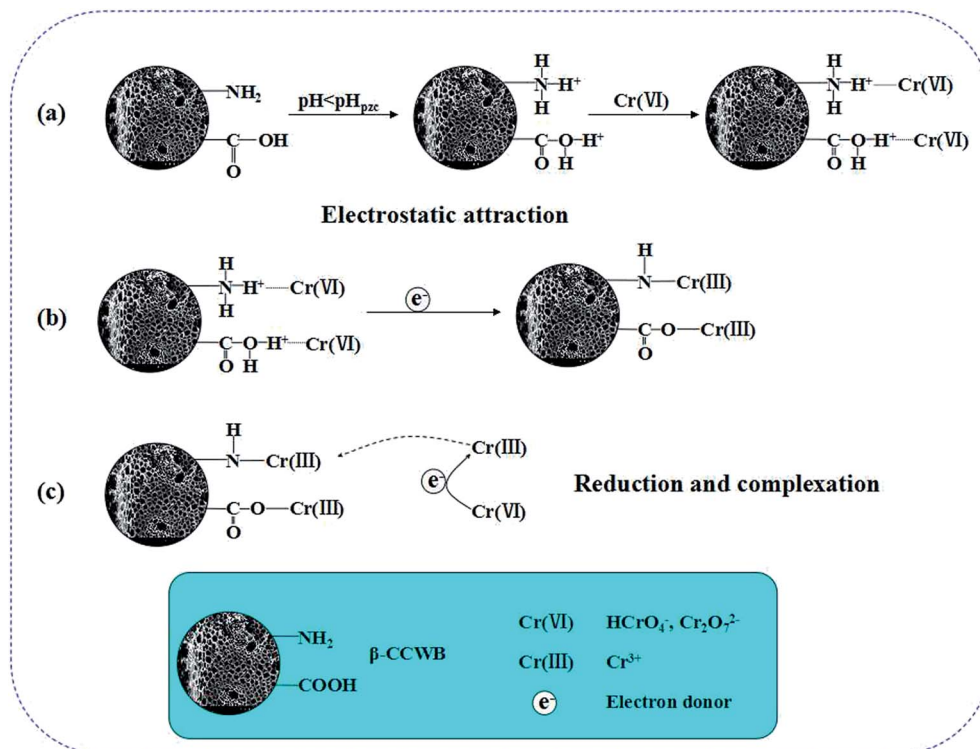 (a)
NH₂
C
OH
O
pH<pH_pzc
H
N
H⁺
H
C
O
H⁺
O
H
Cr(VI)
H
N
H⁺
Cr(VI)
H
C
O
H⁺
Cr(VI)
O
H
Electrostatic attraction
(b)
H
N
H⁺
Cr(VI)
H
C
O
H⁺
Cr(VI)
O
H
e⁻
H
N
Cr(III)
C
O
Cr(III)
O
(c)
H
N
Cr(III)
C
O
Cr(III)
O
Cr(III)
e⁻
Cr(VI)
Reduction and complexation
NH₂
COOH
β-CCWB
Cr(VI) HCrO₄⁻, Cr₂O₇²⁻
Cr(III) Cr³⁺
e⁻ Electron donor